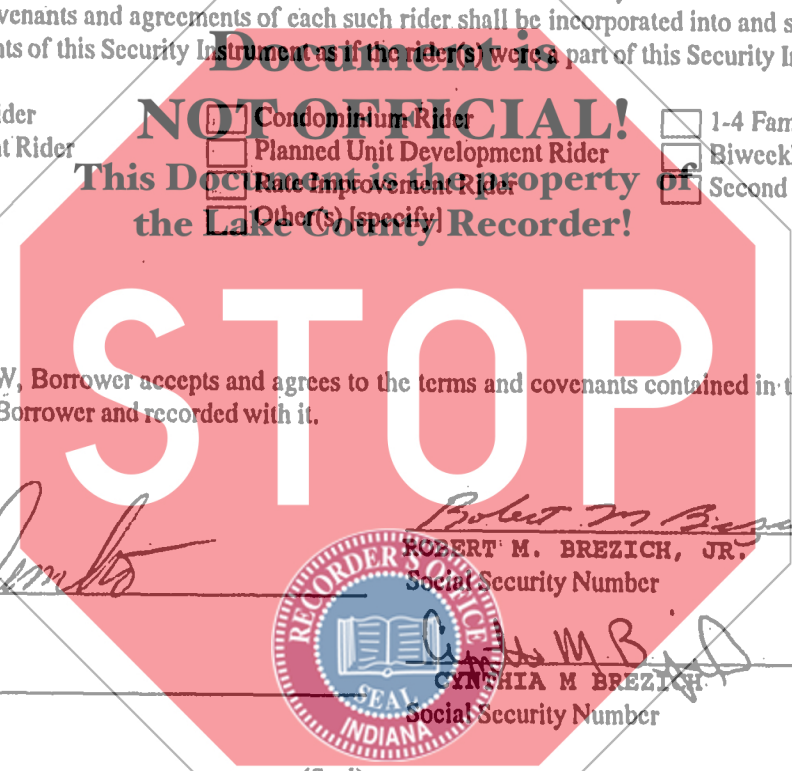 venants and agreements of each such rider shall be incorporated into and s
nts of this Security Instrument as if the rider(s) were a part of this Security I
Document is
NOT OFFICIAL!
This Document is the property of
the Lake County Recorder!
ider
Condominium Rider
1-4 Fam
t Rider
Planned Unit Development Rider
Biweekl
Rate Improvement Rider
Second
Other(s) [specify]
STOP
W, Borrower accepts and agrees to the terms and covenants contained in t
Borrower and recorded with it.
Robert M
ROBERT M. BREZICH, JR.
Social Security Number
RECORDER'S OFFICE
SEAL
INDIANA
CYNTHIA M BREZICH
Social Security Number